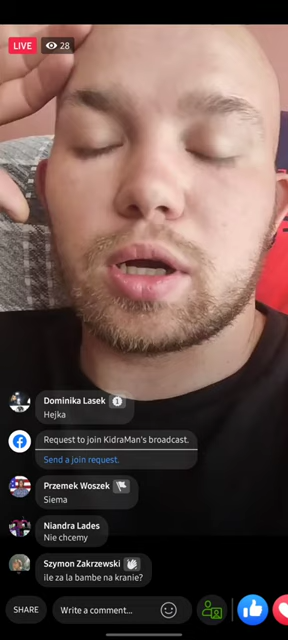 LIVE 28
Dominika Lasek 1
Hejka
Request to join KidraMan's broadcast.
Send a join request.
Przemek Woszek
Siema
Niandra Lades
Nie chcemy
Szymon Zakrzewski
ile za la bambe na kranie?
SHARE Write a comment...